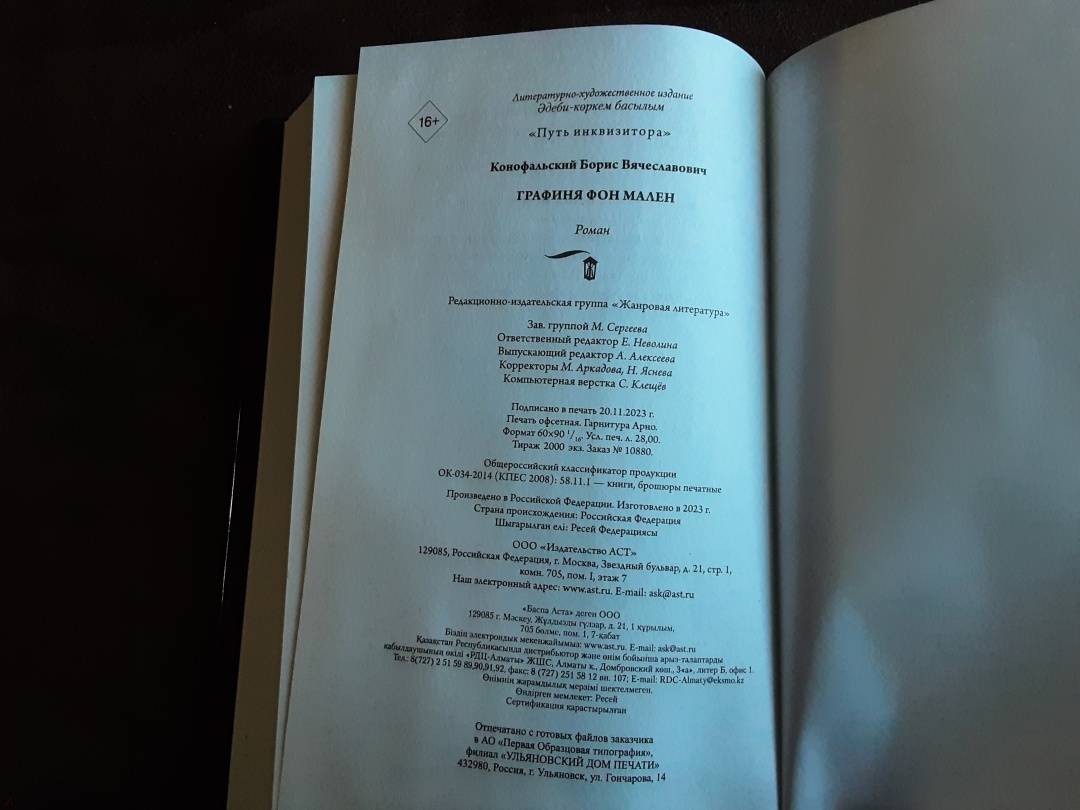 16+
Литературно-художественное издание
Әдеби-көркем басылым
«Путь инквизитора»
Конофальский Борис Вячеславович
ГРАФИНЯ ФОН МАЛЕН
Роман
Редакционно-издательская группа «Жанровая литература»
Зав. группой М. Сергеева
Ответственный редактор Е. Неволина
Выпускающий редактор А. Алексеева
Корректоры М. Аркадова, Н. Яснева
Компьютерная верстка С. Клещёв
Подписано в печать 20.11.2023 г.
Печать офсетная. Гарнитура Арно.
Формат 60×90 1/16. Усл. печ. л. 28,00.
Тираж 2000 экз. Заказ № 10880.
Общероссийский классификатор продукции
ОК-034-2014 (КПЕС 2008): 58.11.1 — книги, брошюры печатные
Произведено в Российской Федерации. Изготовлено в 2023 г.
Страна происхождения: Российская Федерация
Шығарылған елі: Ресей Федерациясы
ООО «Издательство АСТ»
129085, Российская Федерация, г. Москва, Звездный бульвар, д. 21, стр. 1,
комн. 705, пом. I, этаж 7
Наш электронный адрес: www.ast.ru. E-mail: ask@ast.ru
«Баспа Аста» деген ООО
129085 г. Мәскеу, Жұлдызды гүлзар, д. 21, 1 құрылым,
705 бөлме, пом. 1, 7-қабат
Біздің электрондық мекенжайымыз: www.ast.ru. E-mail: ask@ast.ru
Қазақстан Республикасында дистрибьютор және өнім бойынша арыз-талаптарды
қабылдаушының өкілі «РДЦ-Алматы» ЖШС, Алматы қ., Домбровский көш., 3«а», литер Б, офис 1.
Тел.: 8(727) 2 51 59 89,90,91,92, факс: 8 (727) 251 58 12 вн. 107; E-mail: RDC-Almaty@eksmo.kz
Өнімнің жарамдылық мерзімі шектелмеген.
Өндірген мемлекет: Ресей
Сертификация қарастырылған
Отпечатано с готовых файлов заказчика
в АО «Первая Образцовая типография»,
филиал «УЛЬЯНОВСКИЙ ДОМ ПЕЧАТИ»
432980, Россия, г. Ульяновск, ул. Гончарова, 14